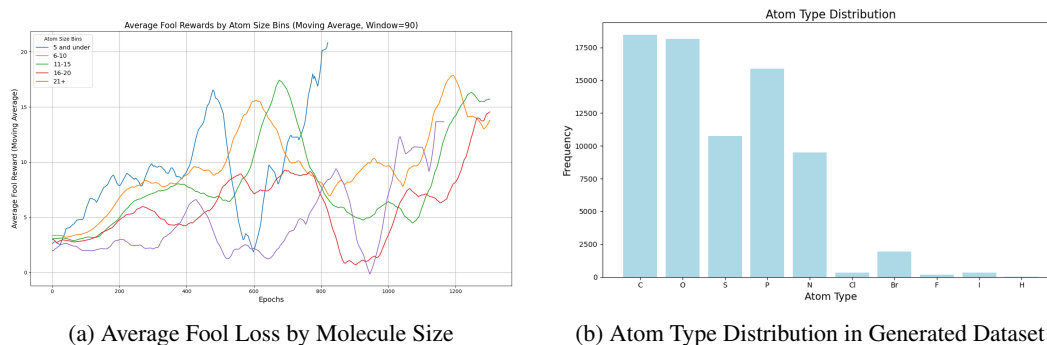 Average Fool Rewards by Atom Size Bins (Moving Average, Window=90)
Average Fool Reward (Moving Average)
20
15
10
5
0
Atom Size Bins
5 and under
6-10
11-15
16-20
21+
0 200 400 600 800 1000 1200
Epochs
(a) Average Fool Loss by Molecule Size
Atom Type Distribution
Frequency
17500
15000
12500
10000
7500
5000
2500
0
C O S P N Cl Br F I H
Atom Type
(b) Atom Type Distribution in Generated Dataset